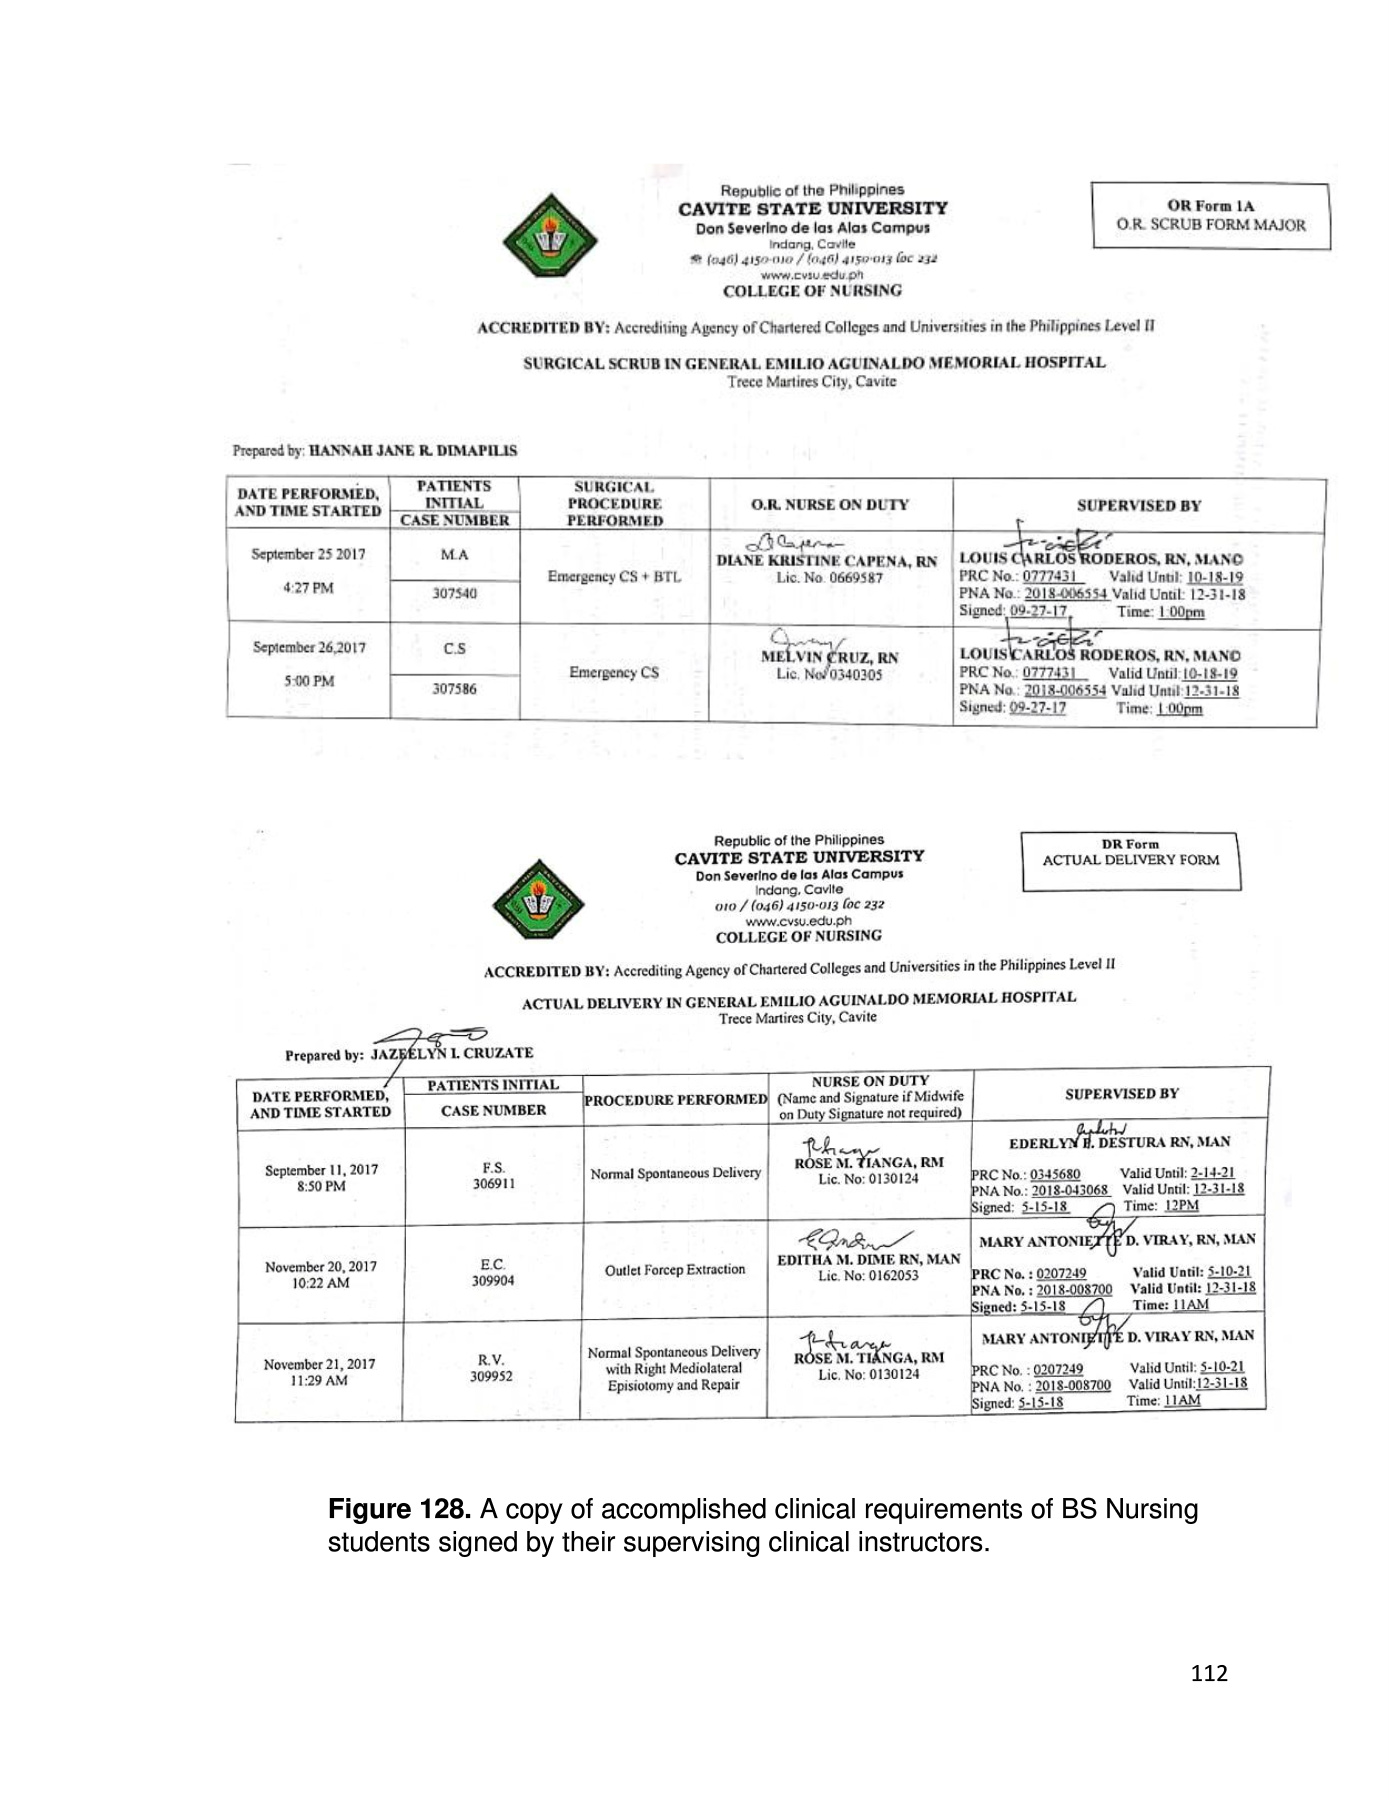 Republic of the Philippines
CAVITE STATE UNIVERSITY
Don Severino de las Alas Campus
Indang, Cavite
☎ (046) 4150-010 / (046) 4150-013 loc 232
www.cvsu.edu.ph
COLLEGE OF NURSING
OR Form 1A
O.R. SCRUB FORM MAJOR
ACCREDITED BY: Accrediting Agency of Chartered Colleges and Universities in the Philippines Level II
SURGICAL SCRUB IN GENERAL EMILIO AGUINALDO MEMORIAL HOSPITAL
Trece Martires City, Cavite
Prepared by: HANNAH JANE R. DIMAPILIS
DATE PERFORMED,
AND TIME STARTED
PATIENTS
INITIAL
CASE NUMBER
SURGICAL
PROCEDURE
PERFORMED
O.R. NURSE ON DUTY
SUPERVISED BY
September 25 2017
4:27 PM
M.A
307540
Emergency CS + BTL
DIANE KRISTINE CAPENA, RN
Lic. No. 0669587
LOUIS CARLOS RODEROS, RN, MANC
PRC No.: 0777431 Valid Until: 10-18-19
PNA No.: 2018-006554 Valid Until: 12-31-18
Signed: 09-27-17 Time: 1:00pm
September 26,2017
5:00 PM
C.S
307586
Emergency CS
MELVIN CRUZ, RN
Lic. No. 0340305
LOUIS CARLOS RODEROS, RN, MANC
PRC No.: 0777431 Valid Until: 10-18-19
PNA No.: 2018-006554 Valid Until: 12-31-18
Signed: 09-27-17 Time: 1:00pm
Republic of the Philippines
CAVITE STATE UNIVERSITY
Don Severino de las Alas Campus
Indang, Cavite
010 / (046) 4150-013 loc 232
www.cvsu.edu.ph
COLLEGE OF NURSING
DR Form
ACTUAL DELIVERY FORM
ACCREDITED BY: Accrediting Agency of Chartered Colleges and Universities in the Philippines Level II
ACTUAL DELIVERY IN GENERAL EMILIO AGUINALDO MEMORIAL HOSPITAL
Trece Martires City, Cavite
Prepared by: JAZEELYN I. CRUZATE
DATE PERFORMED,
AND TIME STARTED
PATIENTS INITIAL
CASE NUMBER
PROCEDURE PERFORMED
NURSE ON DUTY
(Name and Signature if Midwife
on Duty Signature not required)
SUPERVISED BY
September 11, 2017
8:50 PM
F.S.
306911
Normal Spontaneous Delivery
ROSE M. TIANGA, RM
Lic. No: 0130124
EDERLYN B. DESTURA RN, MAN
PRC No.: 0345680 Valid Until: 2-14-21
PNA No.: 2018-043068 Valid Until: 12-31-18
Signed: 5-15-18 Time: 12PM
November 20, 2017
10:22 AM
E.C.
309904
Outlet Forcep Extraction
EDITHA M. DIME RN, MAN
Lic. No: 0162053
MARY ANTONIETTE D. VIRAY, RN, MAN
PRC No. : 0207249 Valid Until: 5-10-21
PNA No. : 2018-008700 Valid Until: 12-31-18
Signed: 5-15-18 Time: 11AM
November 21, 2017
11:29 AM
R.V.
309952
Normal Spontaneous Delivery
with Right Mediolateral
Episiotomy and Repair
ROSE M. TIANGA, RM
Lic. No: 0130124
MARY ANTONIETTE D. VIRAY RN, MAN
PRC No. : 0207249 Valid Until: 5-10-21
PNA No. : 2018-008700 Valid Until:12-31-18
Signed: 5-15-18 Time: 11AM
Figure 128. A copy of accomplished clinical requirements of BS Nursing
students signed by their supervising clinical instructors.
112